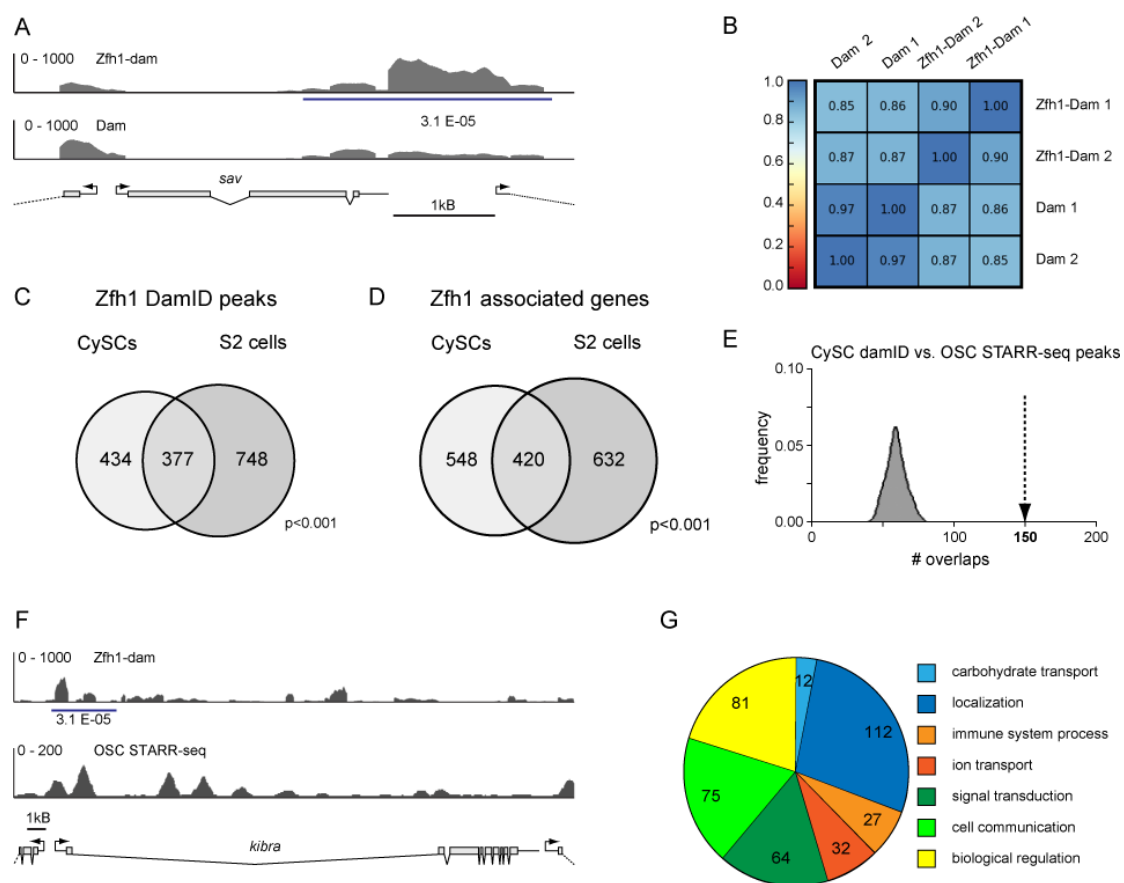 A
0 - 1000 Zfh1-dam
3.1 E-05
0 - 1000 Dam
sav
1kB
B
Dam 2 Dam 1 Zfh1-Dam 2 Zfh1-Dam 1
1.0
0.8
0.6
0.4
0.2
0.0
0.85 0.86 0.90 1.00 Zfh1-Dam 1
0.87 0.87 1.00 0.90 Zfh1-Dam 2
0.97 1.00 0.87 0.86 Dam 1
1.00 0.97 0.87 0.85 Dam 2
C Zfh1 DamID peaks
CySCs S2 cells
434 377 748
p<0.001
D Zfh1 associated genes
CySCs S2 cells
548 420 632
p<0.001
E
CySC damID vs. OSC STARR-seq peaks
0.10
0.05
0.00
frequency
0 100 150 200
# overlaps
F
0 - 1000 Zfh1-dam
3.1 E-05
0 - 200 OSC STARR-seq
1kB
kibra
G
12
112
27
32
64
75
81
carbohydrate transport
localization
immune system process
ion transport
signal transduction
cell communication
biological regulation